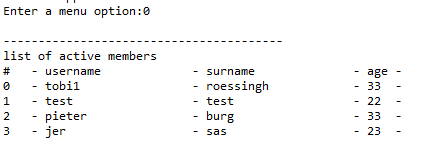 Enter a menu option:0
---------------------------------------
list of active members
# - username - surname - age -
0 - tobi1 - roessingh - 33 -
1 - test - test - 22 -
2 - pieter - burg - 33 -
3 - jer - sas - 23 -